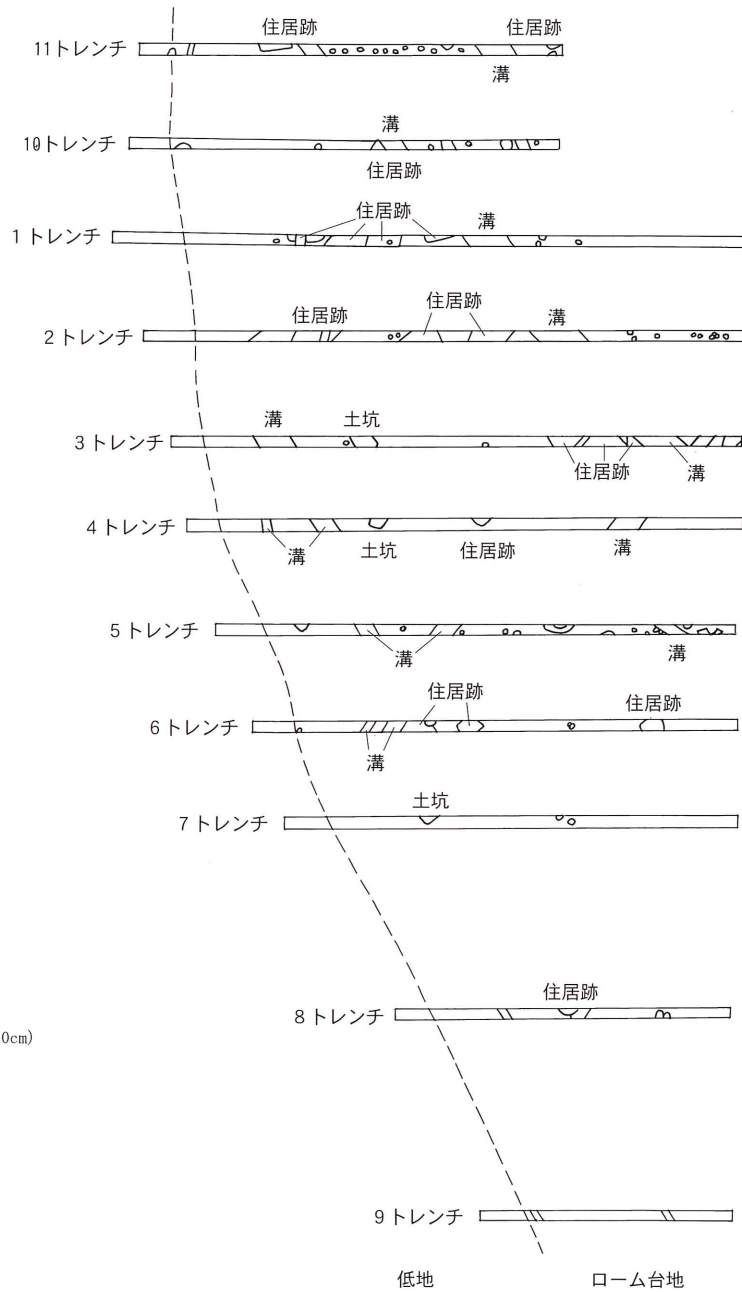 住居跡 住居跡
11トレンチ
溝
溝
10トレンチ
住居跡
住居跡 溝
1トレンチ
住居跡 住居跡 溝
2トレンチ
溝 土坑
3トレンチ
住居跡 溝
4トレンチ
溝 土坑 住居跡 溝
5トレンチ
溝 溝
住居跡 住居跡
6トレンチ
溝
土坑
7トレンチ
住居跡
8トレンチ
0cm)
9トレンチ
低地 ローム台地